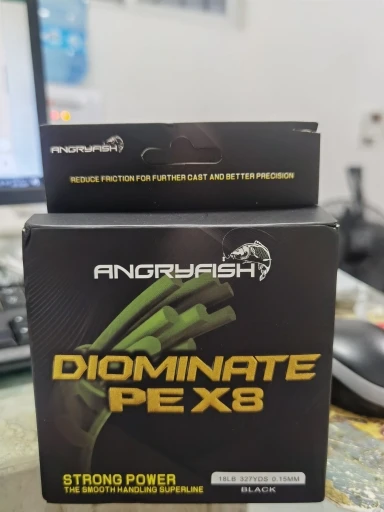 ANGRYFISH
REDUCE FRICTION FOR FURTHER CAST AND BETTER PRECISION
ANGRYFISH
DIOMINATE
PE X8
STRONG POWER
THE SMOOTH HANDLING SUPERLINE
18LB 327YDS 0.15MM
BLACK